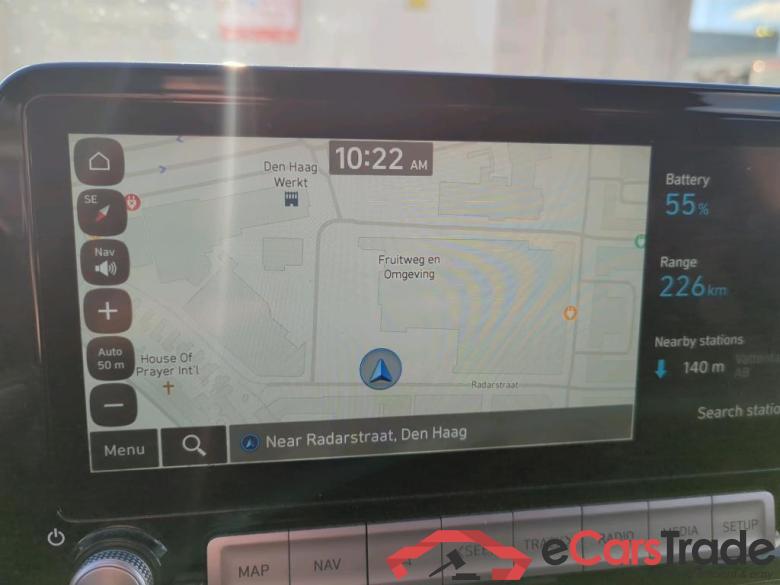 10:22 AM
Den Haag
Werkt
SE
Nav
Auto
50 m
Fruitweg en
Omgeving
House Of
Prayer Int'l
Radarstraat
Menu
Near Radarstraat, Den Haag
Battery
55%
Range
226km
Nearby stations
140 m
AB
Search statio
MAP
NAV
RADIO
MEDIA
SETUP
eCarsTrade